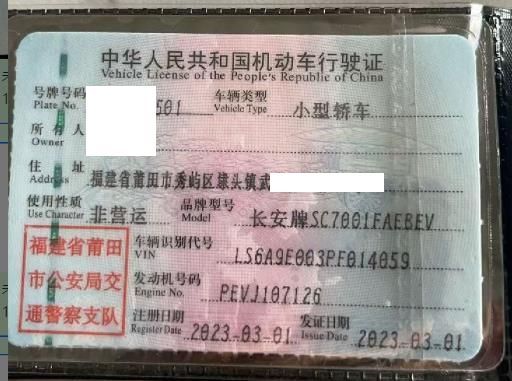 中华人民共和国机动车行驶证
Vehicle License of the People's Republic of China
号牌号码 501 车辆类型 小型轿车
Plate No. Vehicle Type
所有人
Owner
住址 福建省莆田市秀屿区埭头镇武
Address
使用性质 非营运 品牌型号 长安牌SC7001FAEBEV
Use Character Model
福建省莆田
市公安局交
通警察支队
车辆识别代号 LS6A9E003PF014059
VIN
发动机号码 PEVJ107126
Engine No.
注册日期 2023-03-01 发证日期 2023-03-01
Register Date Issue Date